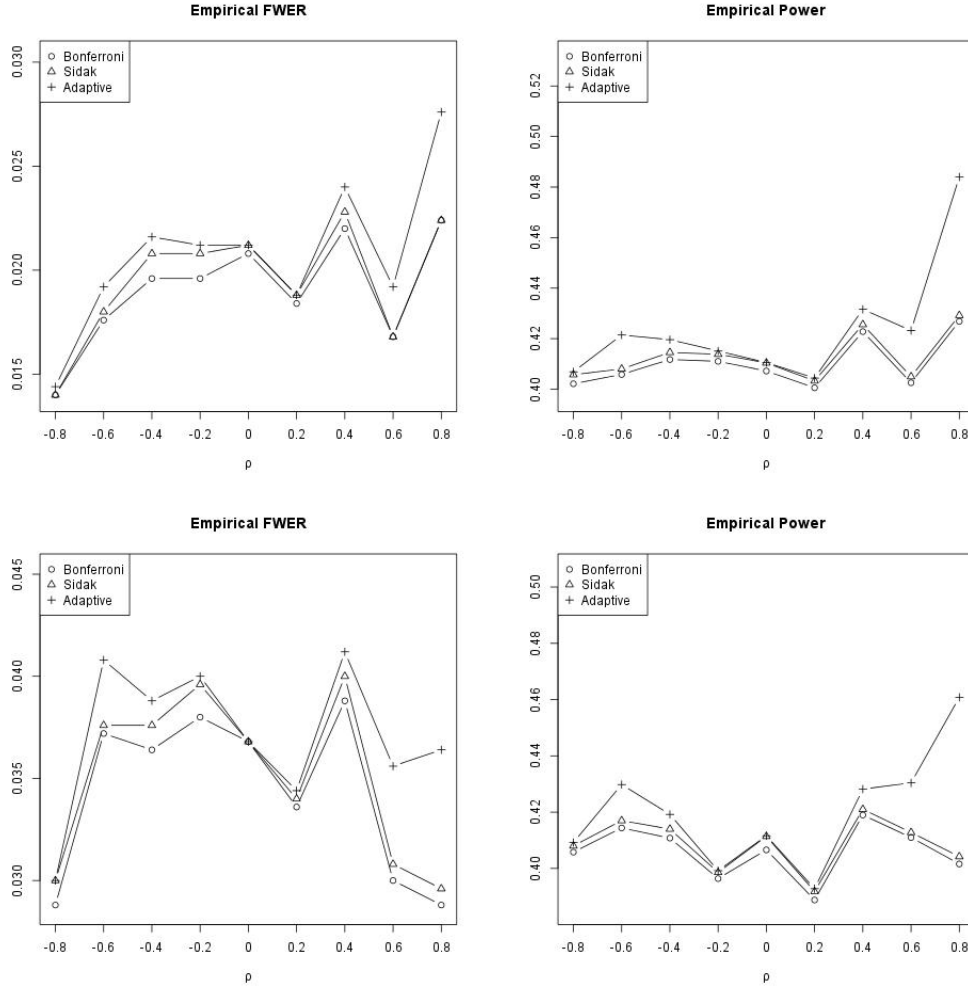 Empirical FWER
Bonferroni
Sidak
Adaptive
0.030
0.025
0.020
0.015
-0.8 -0.6 -0.4 -0.2 0 0.2 0.4 0.6 0.8
ρ
Empirical Power
Bonferroni
Sidak
Adaptive
0.52
0.50
0.48
0.46
0.44
0.42
0.40
-0.8 -0.6 -0.4 -0.2 0 0.2 0.4 0.6 0.8
ρ
Empirical FWER
Bonferroni
Sidak
Adaptive
0.045
0.040
0.035
0.030
-0.8 -0.6 -0.4 -0.2 0 0.2 0.4 0.6 0.8
ρ
Empirical Power
Bonferroni
Sidak
Adaptive
0.50
0.48
0.46
0.44
0.42
0.40
-0.8 -0.6 -0.4 -0.2 0 0.2 0.4 0.6 0.8
ρ